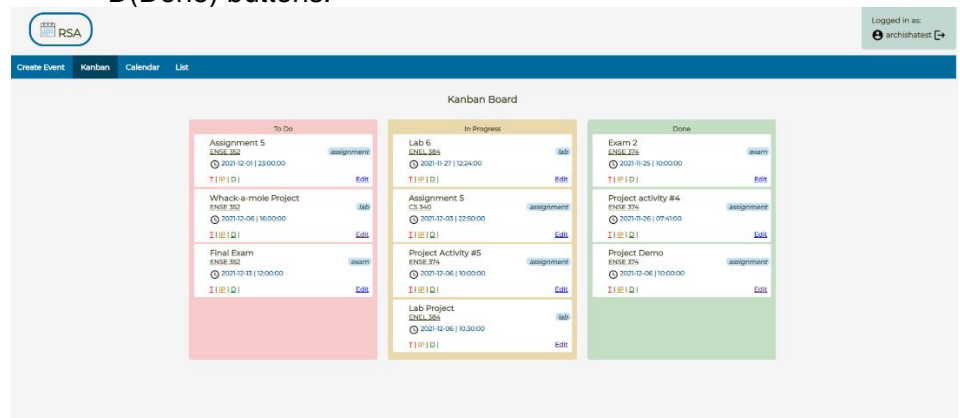 D(Done) buttons.
RSA
Logged in as:
archishatest
Create Event Kanban Calendar List
Kanban Board
To Do
Assignment 5
ENSE 352
assignment
2021-12-01 | 23:00:00
T | IP | D |
Edit
Whack-a-mole Project
ENSE 352
lab
2021-12-06 | 16:00:00
T | IP | D |
Edit
Final Exam
ENSE 352
exam
2021-12-13 | 12:00:00
T | IP | D |
Edit
In Progress
Lab 6
ENEL 384
lab
2021-11-27 | 12:24:00
T | IP | D |
Edit
Assignment 5
CS 340
assignment
2021-12-03 | 22:50:00
T | IP | D |
Edit
Project Activity #5
ENSE 374
assignment
2021-12-06 | 10:00:00
T | IP | D |
Edit
Lab Project
ENEL 384
lab
2021-12-06 | 10:30:00
T | IP | D |
Edit
Done
Exam 2
ENSE 374
exam
2021-11-25 | 10:00:00
T | IP | D |
Edit
Project activity #4
ENSE 374
assignment
2021-11-26 | 07:41:00
T | IP | D |
Edit
Project Demo
ENSE 374
assignment
2021-12-06 | 10:00:00
T | IP | D |
Edit